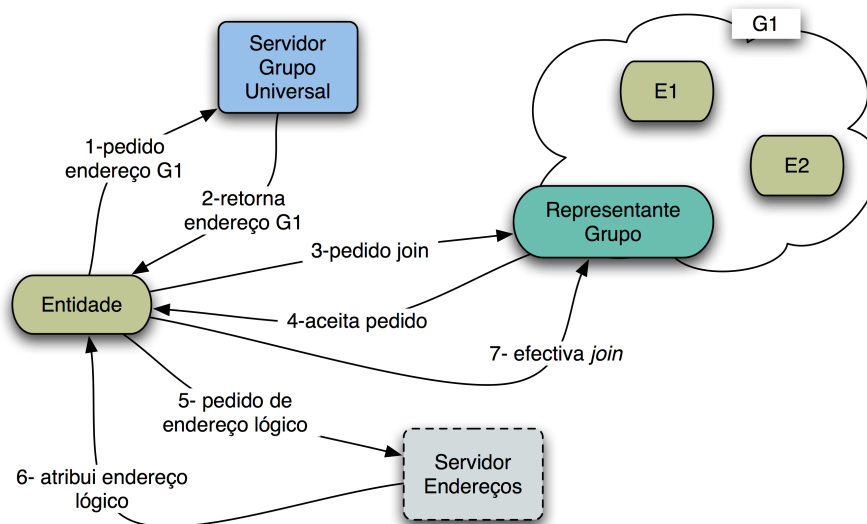 G1
Servidor
Grupo
Universal
E1
1-pedido
endereço G1
E2
2-retorna
endereço G1
Representante
Grupo
3-pedido join
Entidade
4-aceita pedido
7- efectiva join
5- pedido de
endereço lógico
6- atribui endereço
lógico
Servidor
Endereços